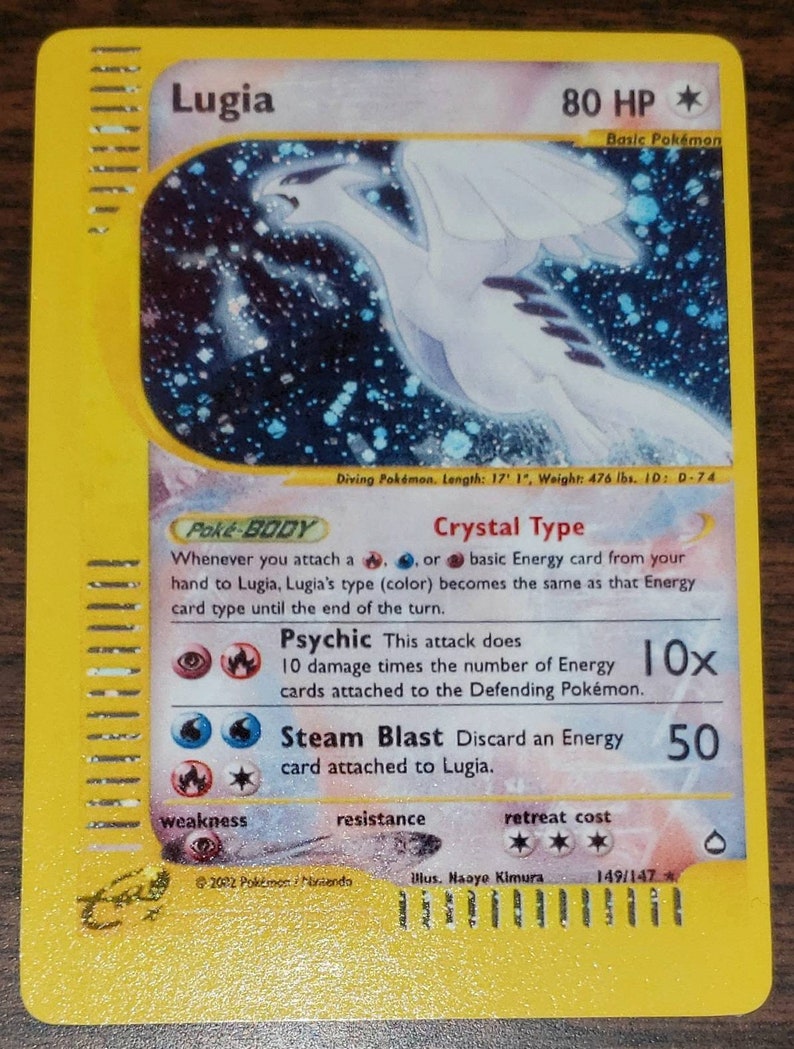 Lugia 80 HP
Basic Pokémon
Diving Pokémon. Length: 17' 1", Weight: 476 lbs. ID: D-74
Poké-BODY Crystal Type
Whenever you attach a , , or basic Energy card from your
hand to Lugia, Lugia's type (color) becomes the same as that Energy
card type until the end of the turn.
Psychic This attack does
10 damage times the number of Energy 10x
cards attached to the Defending Pokémon.
Steam Blast Discard an Energy 50
card attached to Lugia.
weakness resistance retreat cost
© 2002 Pokémon / Nintendo Illus. Naoyo Kimura 149/147